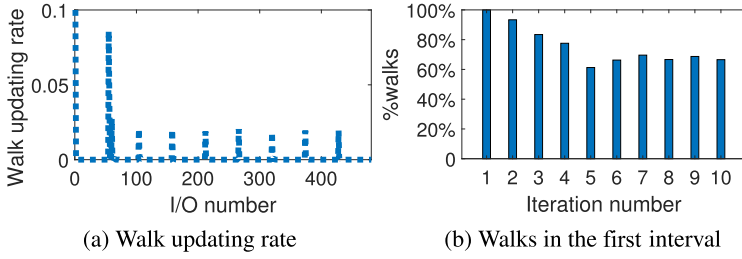 Walk updating rate
0.1
0.05
0
0 100 200 300 400
I/O number
(a) Walk updating rate
%walks
100%
80%
60%
40%
20%
0
1 2 3 4 5 6 7 8 9 10
Iteration number
(b) Walks in the first interval